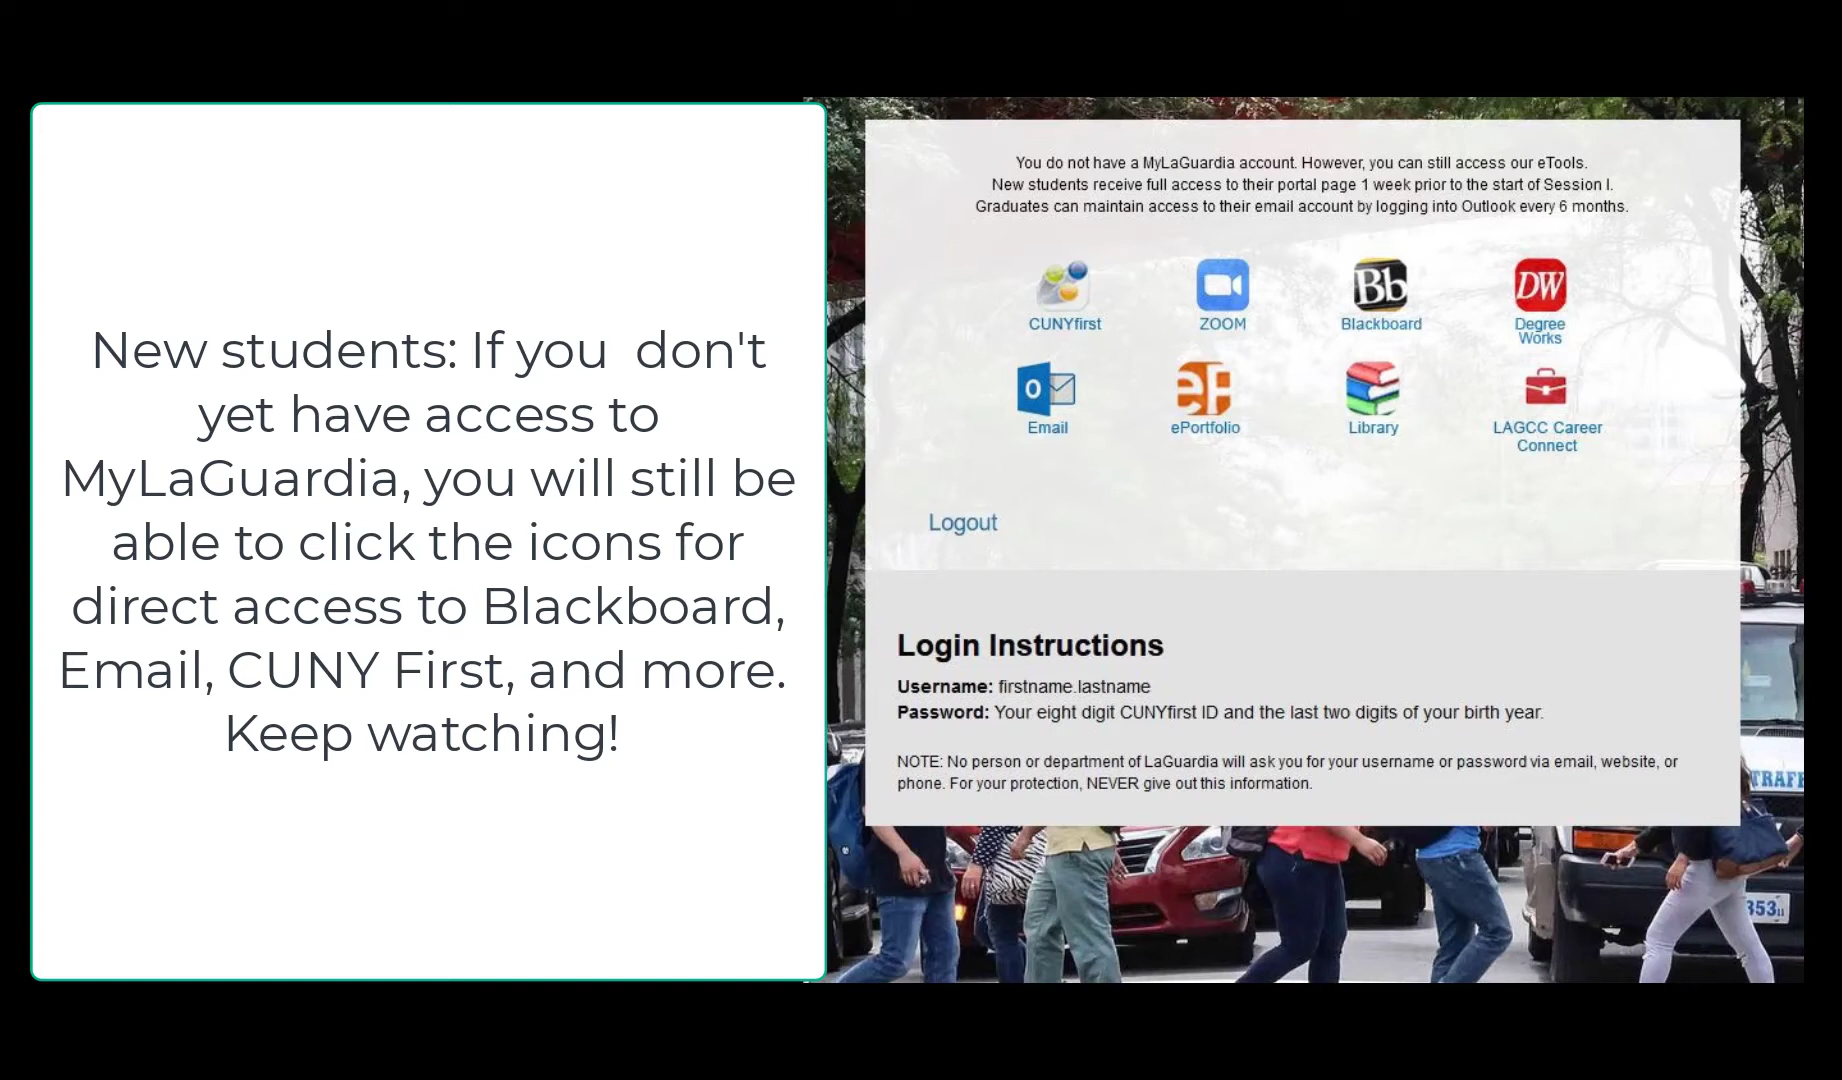 New students: If you  don't
yet have access to
MyLaGuardia, you will still be
able to click the icons for
direct access to Blackboard,
Email, CUNY First, and more.
Keep watching!
You do not have a MyLaGuardia account. However, you can still access our eTools.
New students receive full access to their portal page 1 week prior to the start of Session I.
Graduates can maintain access to their email account by logging into Outlook every 6 months.
Bb
DW
CUNYfirst
ZOOM
Blackboard
Degree
Works
O
eP
Email
ePortfolio
Library
LAGCC Career
Connect
Logout
Login Instructions
Username: firstname.lastname
Password: Your eight digit CUNYfirst ID and the last two digits of your birth year.
NOTE: No person or department of LaGuardia will ask you for your username or password via email, website, or
phone. For your protection, NEVER give out this information.
TRAFF
353